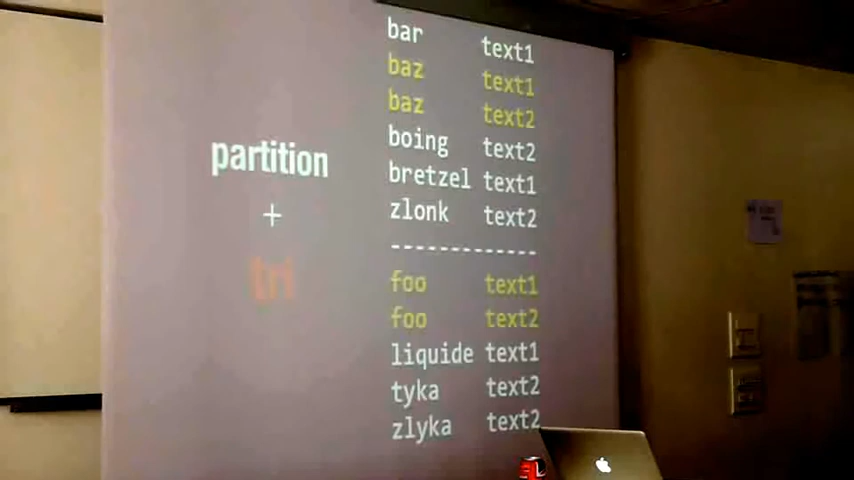 partition
+
tri
bar text1
baz text1
baz text2
boing text2
bretzel text1
zlonk text2
--------------------
foo text1
foo text2
liquide text1
tyka text2
zlyka text2